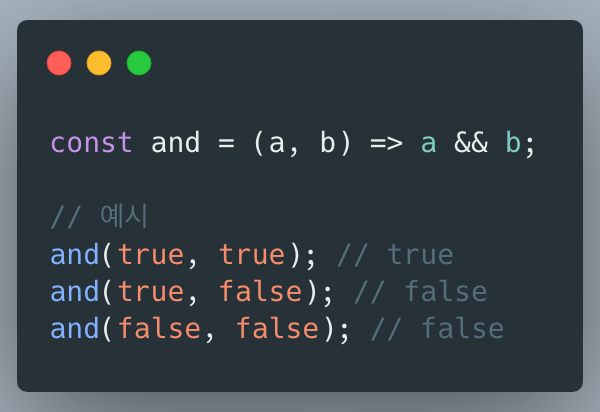 const and = (a, b) => a && b;
// 예시
and(true, true); // true
and(true, false); // false
and(false, false); // false